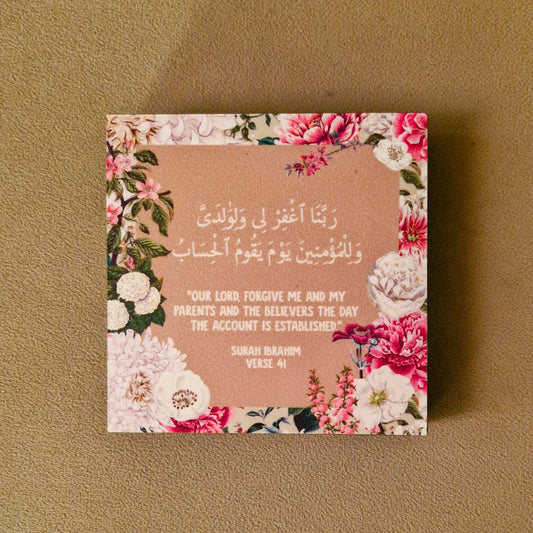 رَبَّنَا ٱغْفِرْ لِى وَلِوَٰلِدَىَّ
وَلِلْمُؤْمِنِينَ يَوْمَ يَقُومُ ٱلْحِسَابُ
"OUR LORD, FORGIVE ME AND MY
PARENTS AND THE BELIEVERS THE DAY
THE ACCOUNT IS ESTABLISHED."
SURAH IBRAHIM
VERSE 41